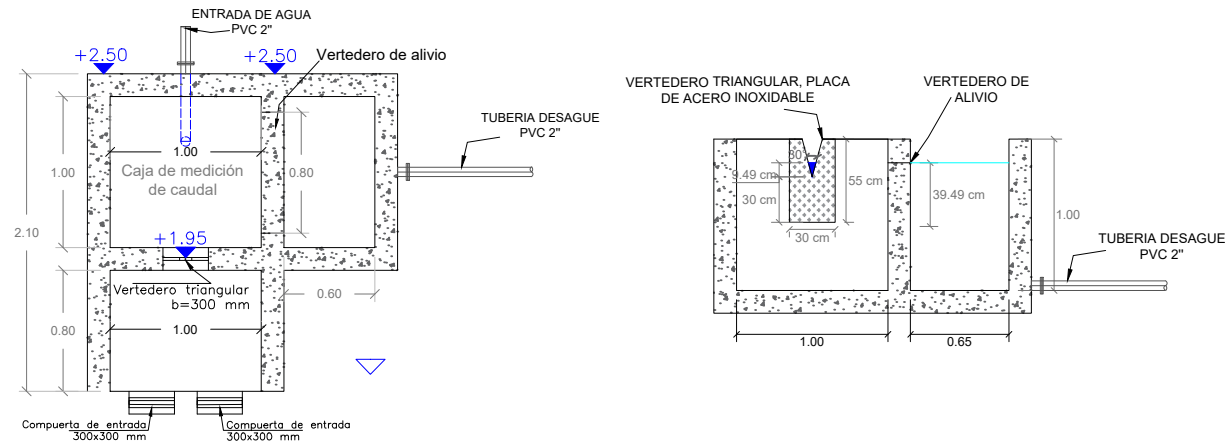 ENTRADA DE AGUA
PVC 2"
+2.50
+2.50
Vertedero de alivio
TUBERIA DESAGUE
PVC 2"
1.00
1.00
Caja de medición
de caudal
0.80
2.10
+1.95
Vertedero triangular
b=300 mm
0.60
0.80
1.00
Compuerta de entrada
300x300 mm
Compuerta de entrada
300x300 mm
VERTEDERO TRIANGULAR, PLACA
DE ACERO INOXIDABLE
VERTEDERO DE
ALIVIO
30°
9.49 cm
30 cm
55 cm
39.49 cm
30 cm
1.00
TUBERIA DESAGUE
PVC 2"
1.00
0.65